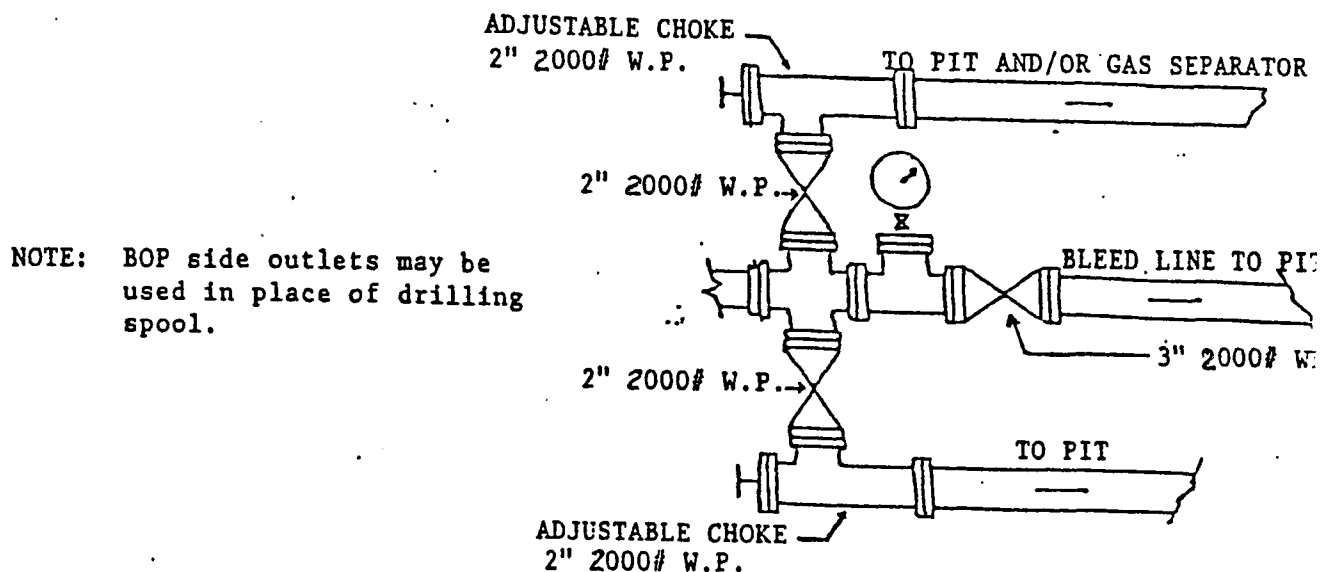 ADJUSTABLE CHOKE
2" 2000# W.P.
TO PIT AND/OR GAS SEPARATOR
2" 2000# W.P.
NOTE: BOP side outlets may be
used in place of drilling
spool.
BLEED LINE TO PIT
3" 2000# W.
2" 2000# W.P.
TO PIT
ADJUSTABLE CHOKE
2" 2000# W.P.